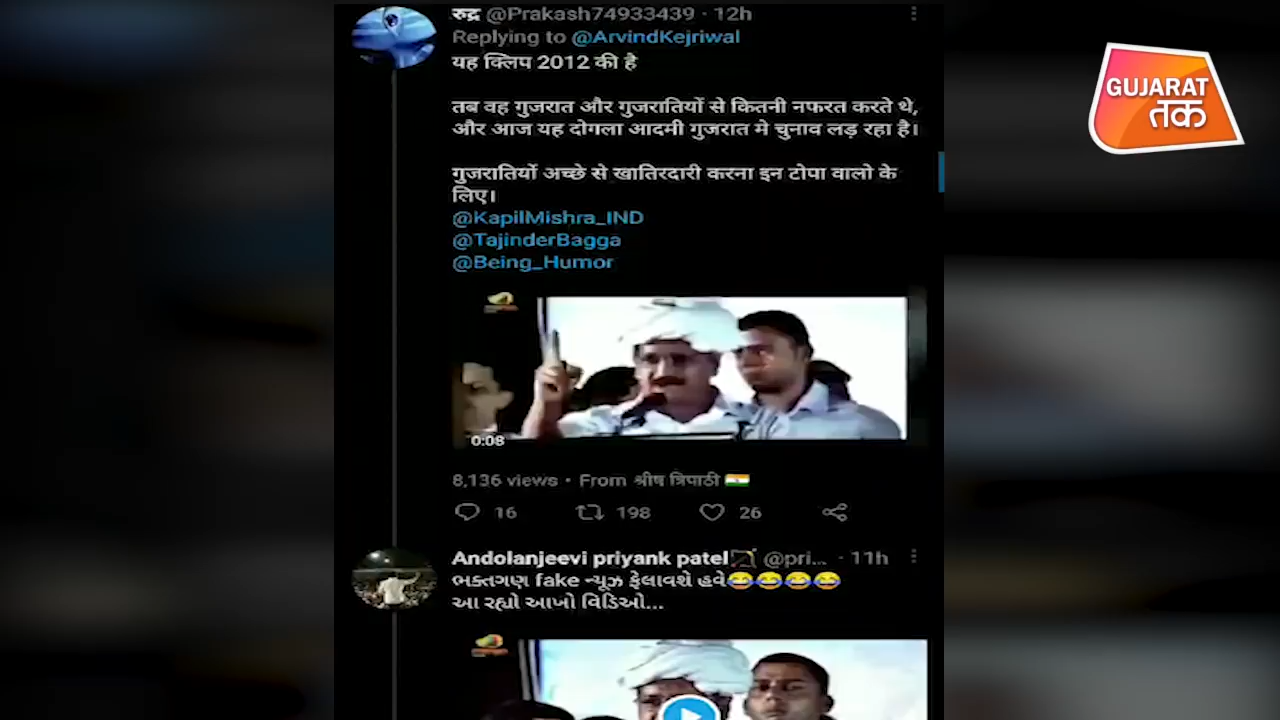 रुद्र @Prakash74933439 · 12h
Replying to @ArvindKejriwal
यह क्लिप 2012 की है
तब वह गुजरात और गुजरातियों से कितनी नफरत करते थे,
और आज यह दोगला आदमी गुजरात मे चुनाव लड़ रहा है।
गुजरातियों अच्छे से खातिरदारी करना इन टोपा वालो के
लिए।
@KapilMishra_IND
@TajinderBagga
@Being_Humor
0:08
8,136 views · From श्रीष त्रिपाठी
16 198 26
Andolanjeevi priyank patel @pri... · 11h
ભક્તગણ fake ન્યૂઝ ફેલાવશે હવે😂😂😂😂
આ રહ્યો આખો વિડિઓ...
GUJARAT
तक